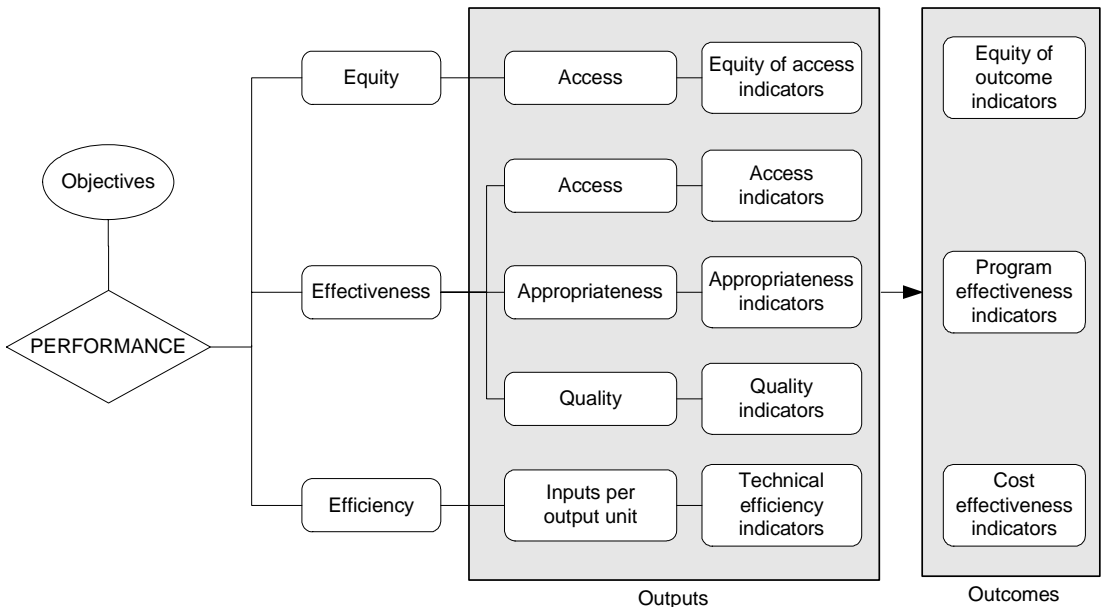 Objectives
PERFORMANCE
Equity
Access
Equity of access
indicators
Effectiveness
Access
Access
indicators
Appropriateness
Appropriateness
indicators
Quality
Quality
indicators
Efficiency
Inputs per
output unit
Technical
efficiency
indicators
Outputs
Equity of
outcome
indicators
Program
effectiveness
indicators
Cost
effectiveness
indicators
Outcomes